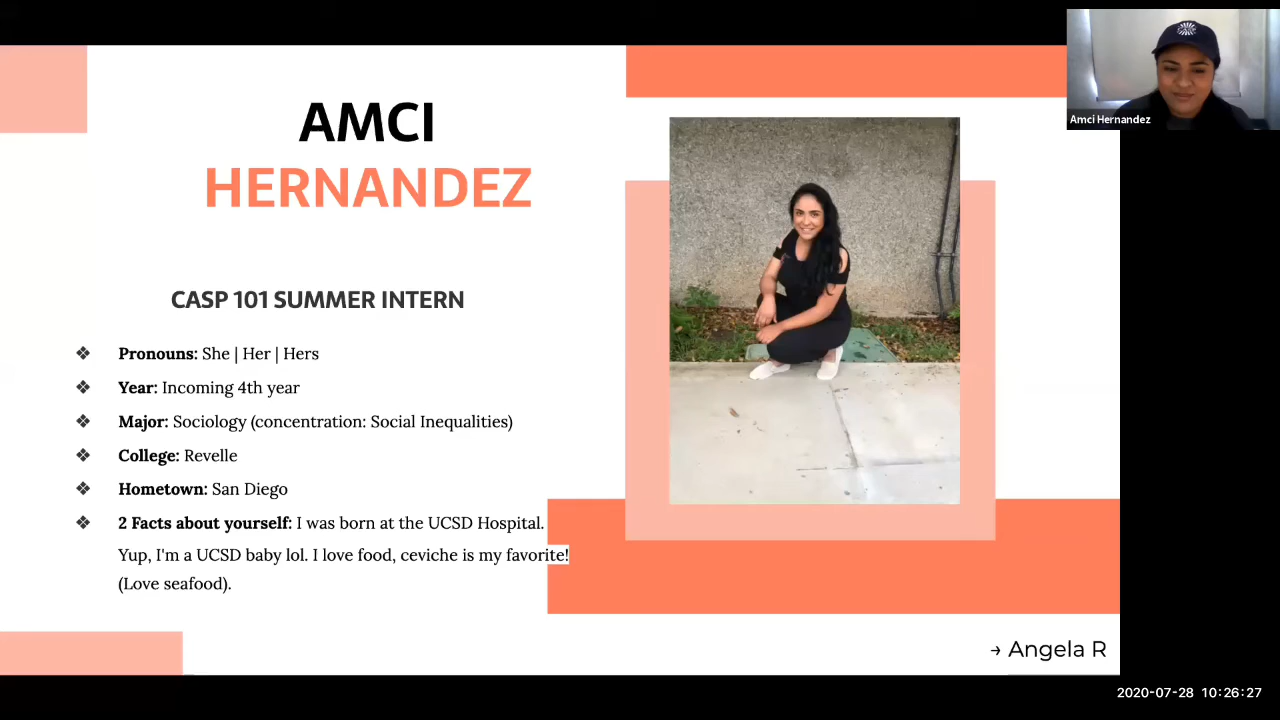 AMCI
HERNANDEZ
CASP 101 SUMMER INTERN
❖ Pronouns: She | Her | Hers
❖ Year: Incoming 4th year
❖ Major: Sociology (concentration: Social Inequalities)
❖ College: Revelle
❖ Hometown: San Diego
❖ 2 Facts about yourself: I was born at the UCSD Hospital.
Yup, I'm a UCSD baby lol. I love food, ceviche is my favorite!
(Love seafood).
→ Angela R
Amci Hernandez
2020-07-28 10:26:27